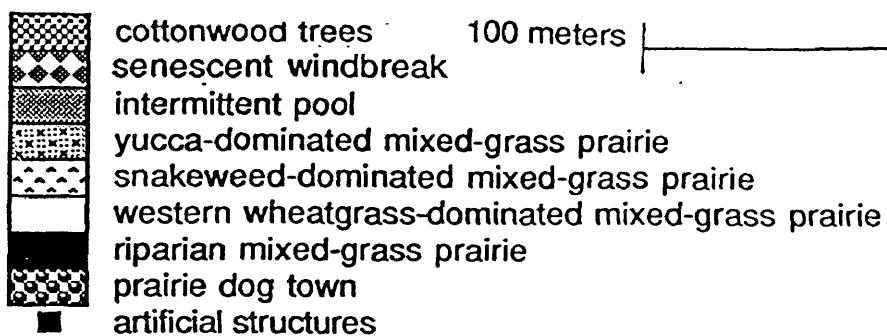 cottonwood trees 100 meters
senescent windbreak
intermittent pool
yucca-dominated mixed-grass prairie
snakeweed-dominated mixed-grass prairie
western wheatgrass-dominated mixed-grass prairie
riparian mixed-grass prairie
prairie dog town
artificial structures